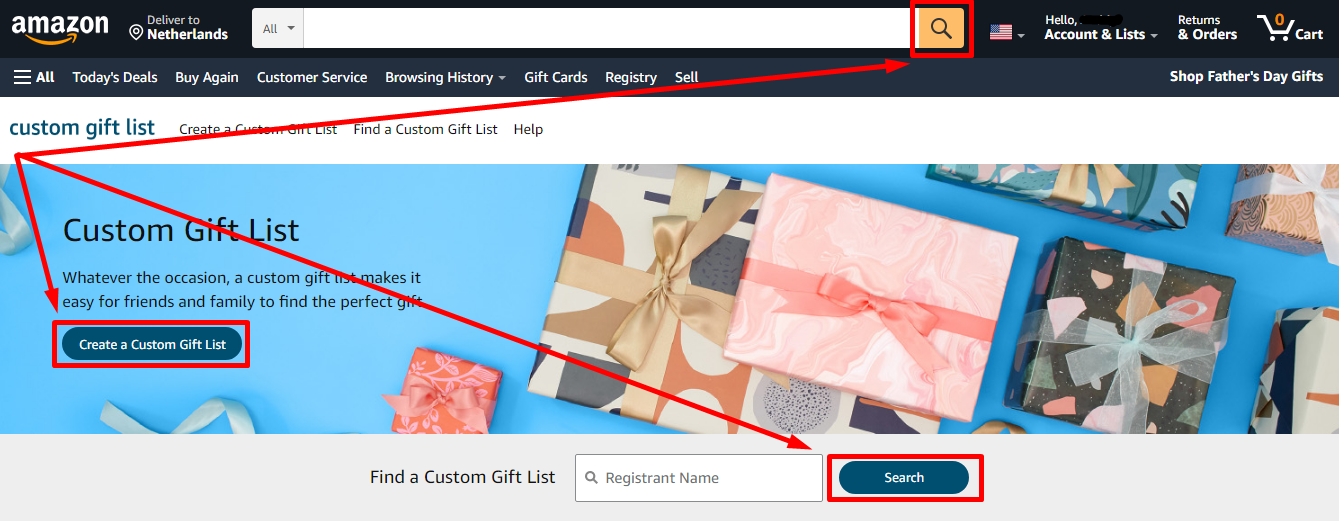 amazon
Deliver to
Netherlands
All
Hello,
Account & Lists
Returns
& Orders
0
Cart
All
Today's Deals
Buy Again
Customer Service
Browsing History
Gift Cards
Registry
Sell
Shop Father's Day Gifts
custom gift list
Create a Custom Gift List
Find a Custom Gift List
Help
Custom Gift List
Whatever the occasion, a custom gift list makes it
easy for friends and family to find the perfect gift
Create a Custom Gift List
Find a Custom Gift List
Registrant Name
Search